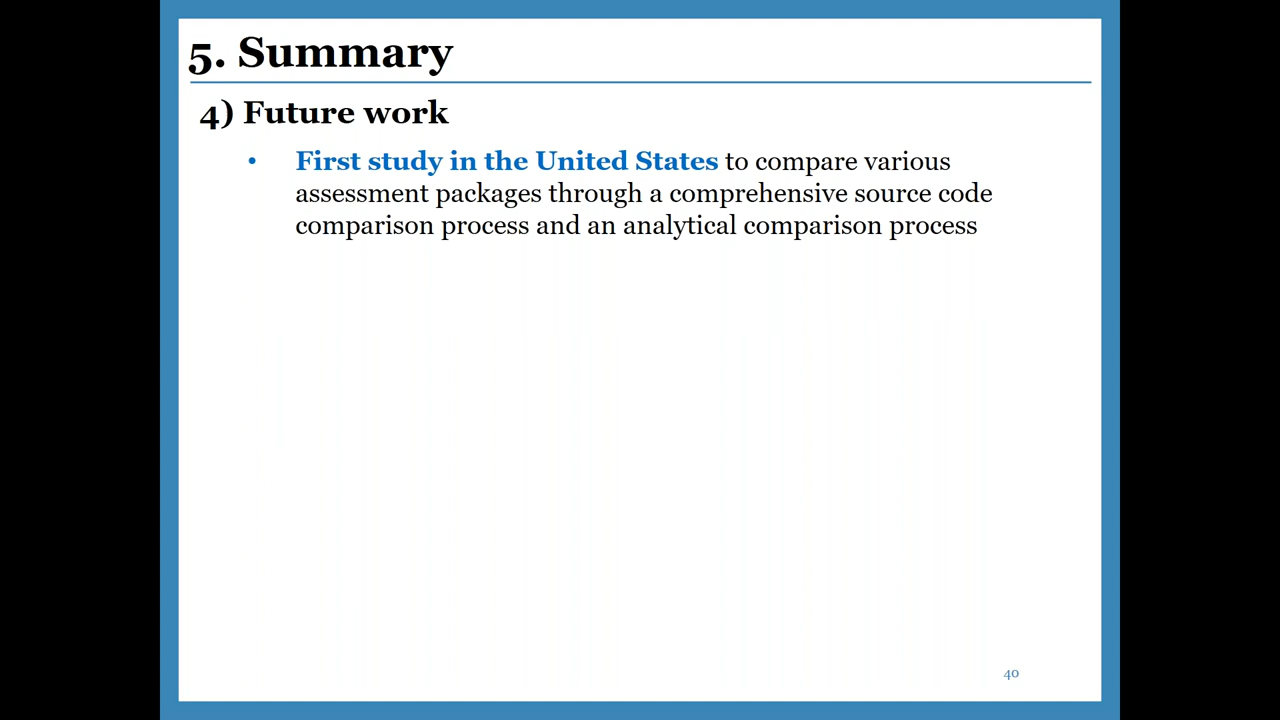 5. Summary
4) Future work
• First study in the United States to compare various
assessment packages through a comprehensive source code
comparison process and an analytical comparison process
40